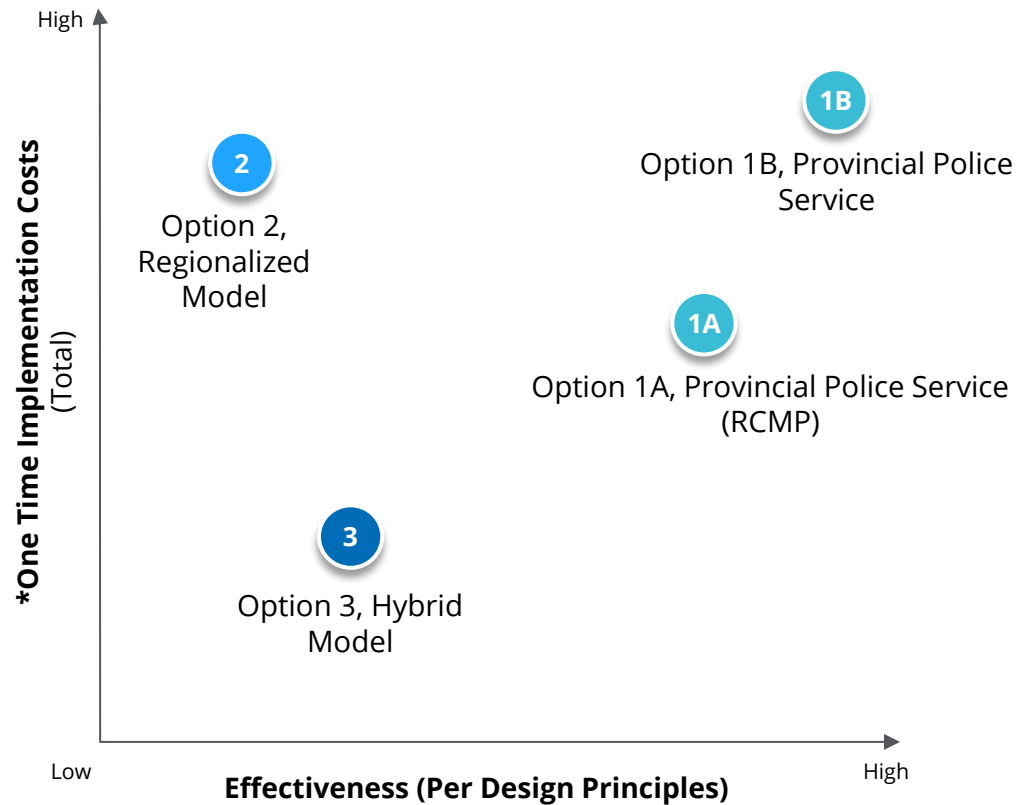 High
1B
Option 1B, Provincial Police
Service
2
Option 2,
Regionalized
Model
1A
Option 1A, Provincial Police Service
(RCMP)
3
Option 3, Hybrid
Model
*One Time Implementation Costs
(Total)
Low
High
Effectiveness (Per Design Principles)